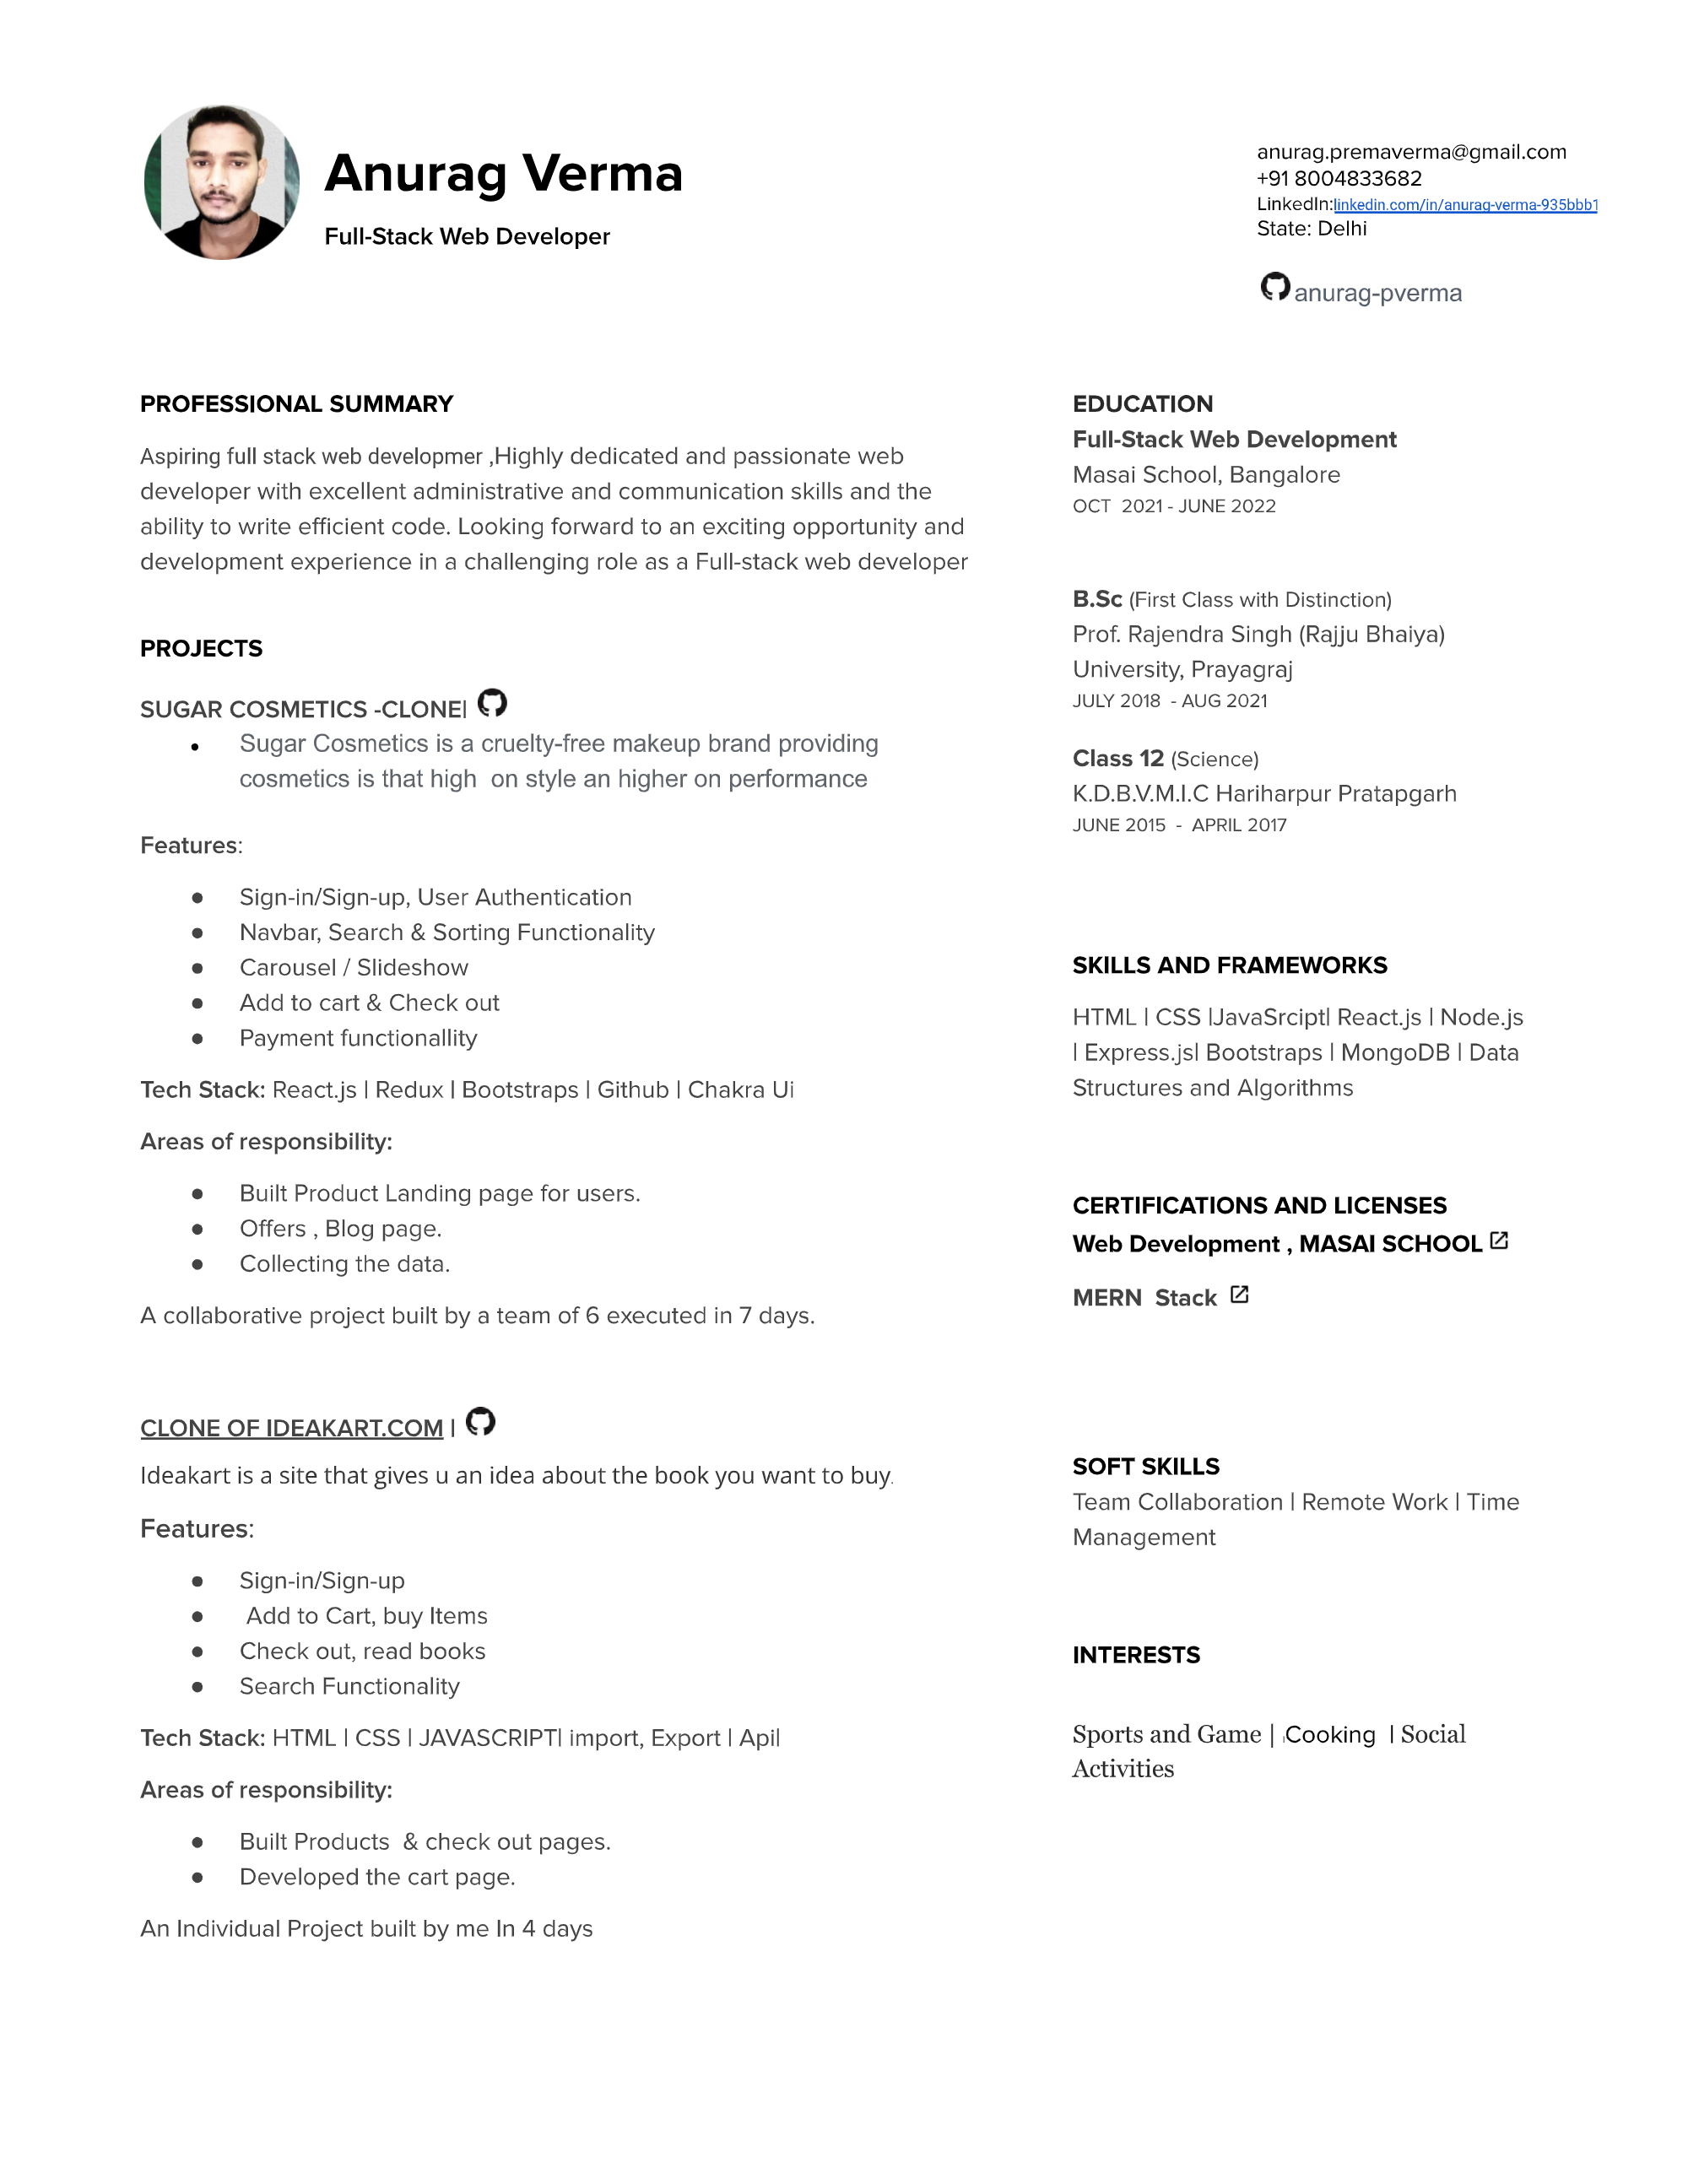 Anurag Verma
Full-Stack Web Developer
anurag.premaverma@gmail.com
+91 8004833682
LinkedIn:linkedin.com/in/anurag-verma-935bbb1
State: Delhi
anurag-pverma
PROFESSIONAL SUMMARY
Aspiring full stack web developmer ,Highly dedicated and passionate web
developer with excellent administrative and communication skills and the
ability to write efficient code. Looking forward to an exciting opportunity and
development experience in a challenging role as a Full-stack web developer
PROJECTS
SUGAR COSMETICS -CLONE|
• Sugar Cosmetics is a cruelty-free makeup brand providing
cosmetics is that high on style an higher on performance
Features:
● Sign-in/Sign-up, User Authentication
● Navbar, Search & Sorting Functionality
● Carousel / Slideshow
● Add to cart & Check out
● Payment functionallity
Tech Stack: React.js | Redux | Bootstraps | Github | Chakra Ui
Areas of responsibility:
● Built Product Landing page for users.
● Offers , Blog page.
● Collecting the data.
A collaborative project built by a team of 6 executed in 7 days.
CLONE OF IDEAKART.COM |
Ideakart is a site that gives u an idea about the book you want to buy.
Features:
● Sign-in/Sign-up
● Add to Cart, buy Items
● Check out, read books
● Search Functionality
Tech Stack: HTML | CSS | JAVASCRIPT| import, Export | Api|
Areas of responsibility:
● Built Products & check out pages.
● Developed the cart page.
An Individual Project built by me In 4 days
EDUCATION
Full-Stack Web Development
Masai School, Bangalore
OCT 2021 - JUNE 2022
B.Sc (First Class with Distinction)
Prof. Rajendra Singh (Rajju Bhaiya)
University, Prayagraj
JULY 2018 - AUG 2021
Class 12 (Science)
K.D.B.V.M.I.C Hariharpur Pratapgarh
JUNE 2015 - APRIL 2017
SKILLS AND FRAMEWORKS
HTML | CSS |JavaSrcipt| React.js | Node.js
| Express.js| Bootstraps | MongoDB | Data
Structures and Algorithms
CERTIFICATIONS AND LICENSES
Web Development , MASAI SCHOOL
MERN Stack
SOFT SKILLS
Team Collaboration | Remote Work | Time
Management
INTERESTS
Sports and Game | Cooking | Social
Activities